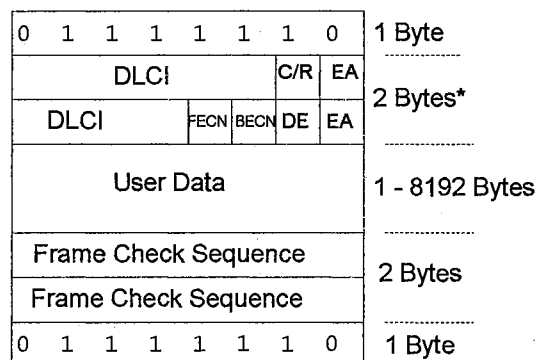 0 1 1 1 1 1 1 0 1 Byte
DLCI C/R EA
2 Bytes*
DLCI FECN BECN DE EA
User Data 1 - 8192 Bytes
Frame Check Sequence
2 Bytes
Frame Check Sequence
0 1 1 1 1 1 1 0 1 Byte